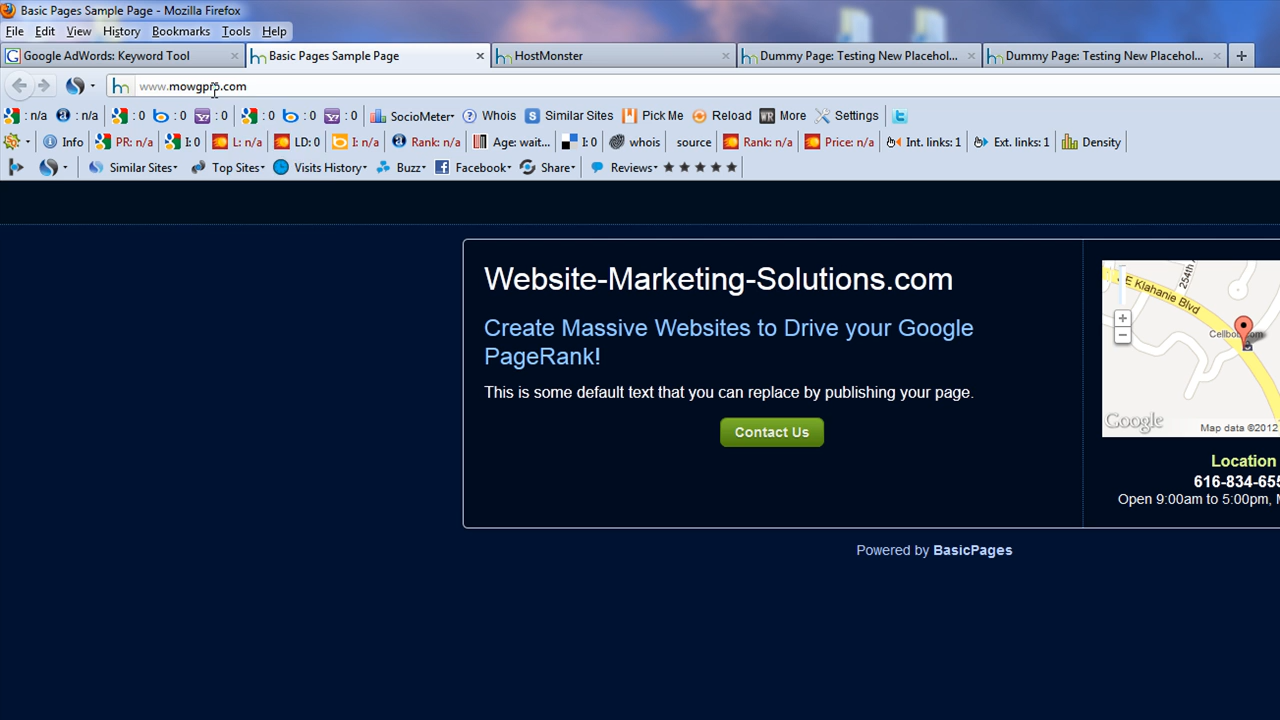 Basic Pages Sample Page - Mozilla Firefox
File Edit View History Bookmarks Tools Help
Google AdWords: Keyword Tool Basic Pages Sample Page HostMonster Dummy Page: Testing New Placehol... Dummy Page: Testing New Placehol...
www.mowgpro.com
: n/a : n/a : 0 : 0 : 0 : 0 : 0 : 0 SocioMeter Whois Similar Sites Pick Me Reload More Settings
Info PR: n/a I: 0 L: n/a LD: 0 I: n/a Rank: n/a Age: wait... I: 0 whois source Rank: n/a Price: n/a Int. links: 1 Ext. links: 1 Density
Similar Sites Top Sites Visits History Buzz Facebook Share Reviews
Website-Marketing-Solutions.com
Create Massive Websites to Drive your Google
PageRank!
This is some default text that you can replace by publishing your page.
Contact Us
254th
E Klahanie Blvd
Google
Map data ©2012
Location
616-834-655
Open 9:00am to 5:00pm,
Powered by BasicPages